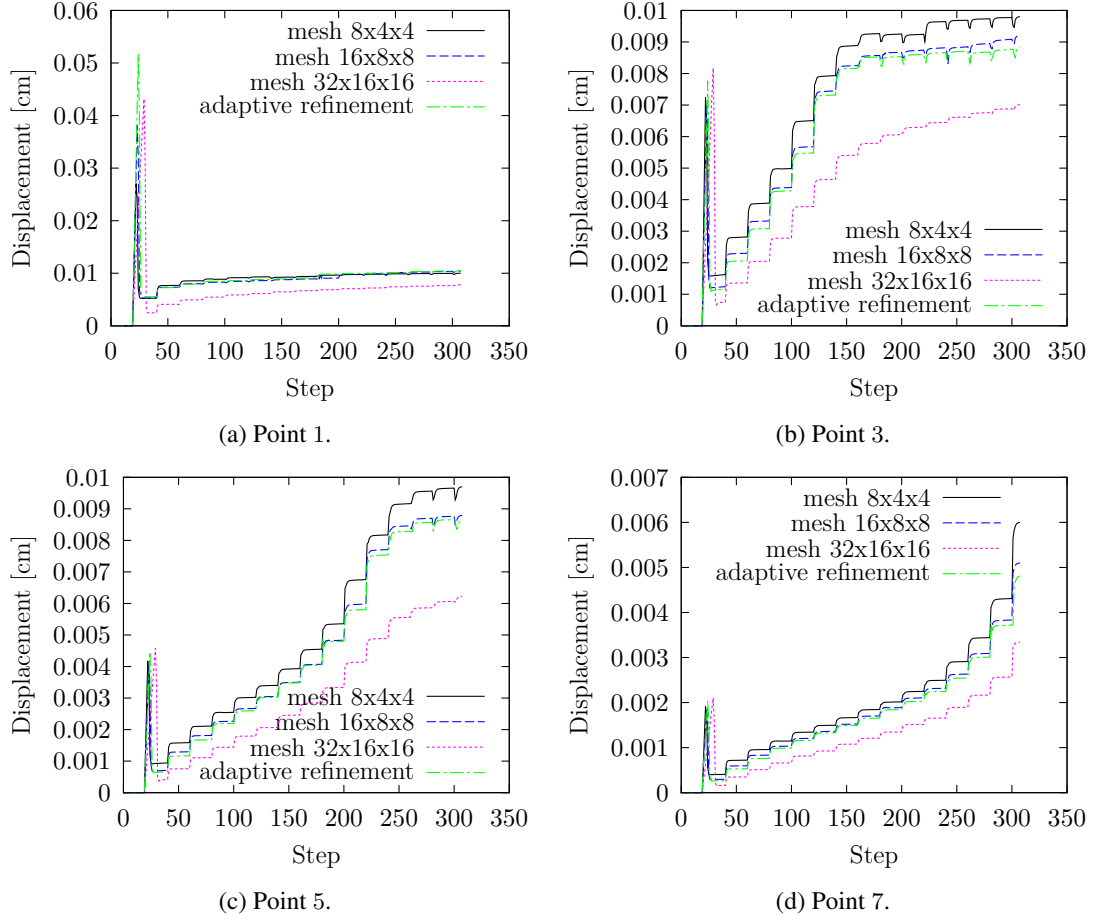 Displacement [cm]
0.06
0.05
0.04
0.03
0.02
0.01
0
mesh 8x4x4
mesh 16x8x8
mesh 32x16x16
adaptive refinement
0 50 100 150 200 250 300 350
Step
(a) Point 1.
Displacement [cm]
0.01
0.009
0.008
0.007
0.006
0.005
0.004
0.003
0.002
0.001
0
mesh 8x4x4
mesh 16x8x8
mesh 32x16x16
adaptive refinement
0 50 100 150 200 250 300 350
Step
(b) Point 3.
Displacement [cm]
0.01
0.009
0.008
0.007
0.006
0.005
0.004
0.003
0.002
0.001
0
mesh 8x4x4
mesh 16x8x8
mesh 32x16x16
adaptive refinement
0 50 100 150 200 250 300 350
Step
(c) Point 5.
Displacement [cm]
0.007
0.006
0.005
0.004
0.003
0.002
0.001
0
mesh 8x4x4
mesh 16x8x8
mesh 32x16x16
adaptive refinement
0 50 100 150 200 250 300 350
Step
(d) Point 7.